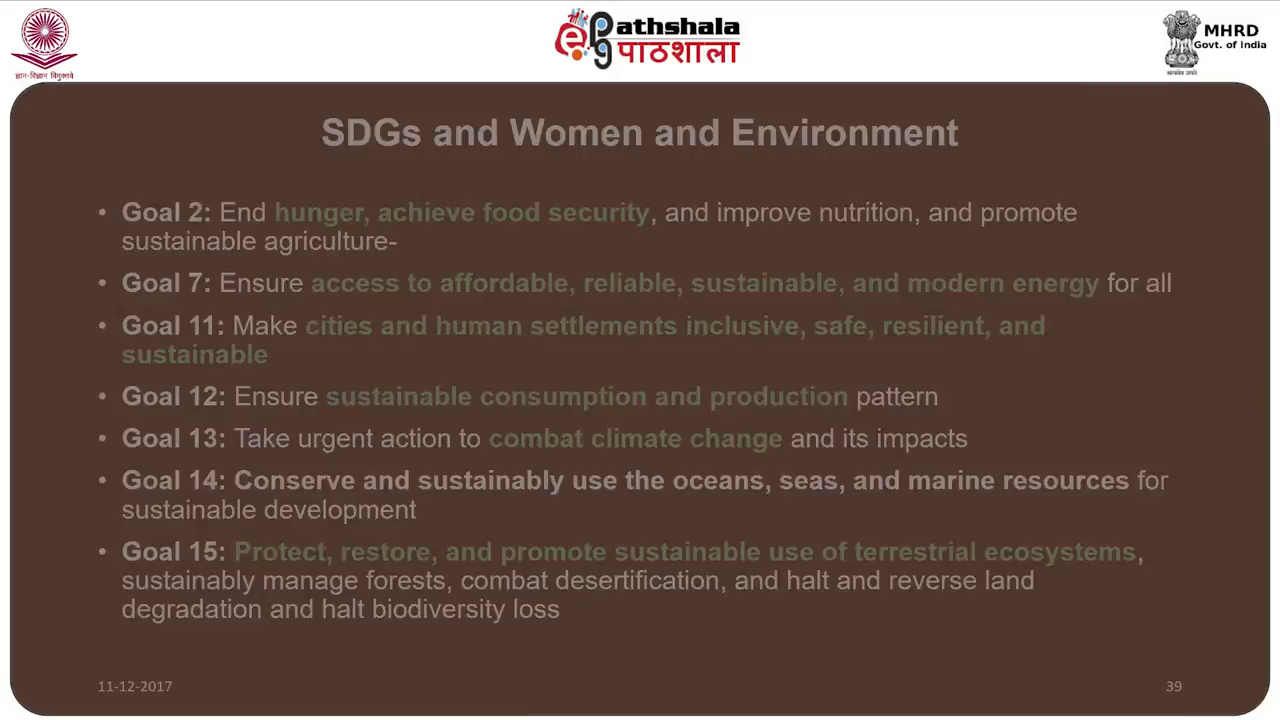 ज्ञान-विज्ञान विमुक्तये
ePathshala
पाठशाला
MHRD
Govt. of India
सत्यमेव जयते
SDGs and Women and Environment
• Goal 2: End hunger, achieve food security, and improve nutrition, and promote
sustainable agriculture-
• Goal 7: Ensure access to affordable, reliable, sustainable, and modern energy for all
• Goal 11: Make cities and human settlements inclusive, safe, resilient, and
sustainable
• Goal 12: Ensure sustainable consumption and production pattern
• Goal 13: Take urgent action to combat climate change and its impacts
• Goal 14: Conserve and sustainably use the oceans, seas, and marine resources for
sustainable development
• Goal 15: Protect, restore, and promote sustainable use of terrestrial ecosystems,
sustainably manage forests, combat desertification, and halt and reverse land
degradation and halt biodiversity loss
11-12-2017
39